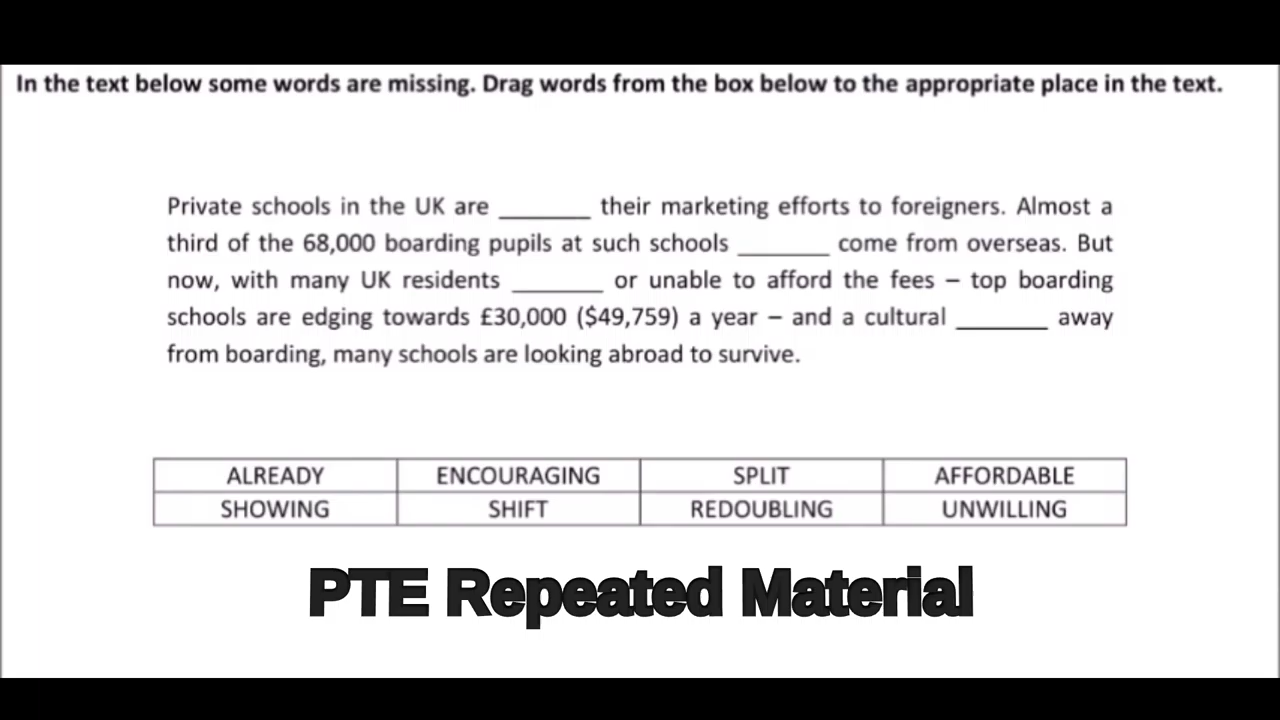 In the text below some words are missing. Drag words from the box below to the appropriate place in the text.
Private schools in the UK are _______ their marketing efforts to foreigners. Almost a
third of the 68,000 boarding pupils at such schools _______ come from overseas. But
now, with many UK residents _______ or unable to afford the fees – top boarding
schools are edging towards £30,000 ($49,759) a year – and a cultural _______ away
from boarding, many schools are looking abroad to survive.
ALREADY ENCOURAGING SPLIT AFFORDABLE
SHOWING SHIFT REDOUBLING UNWILLING
PTE Repeated Material